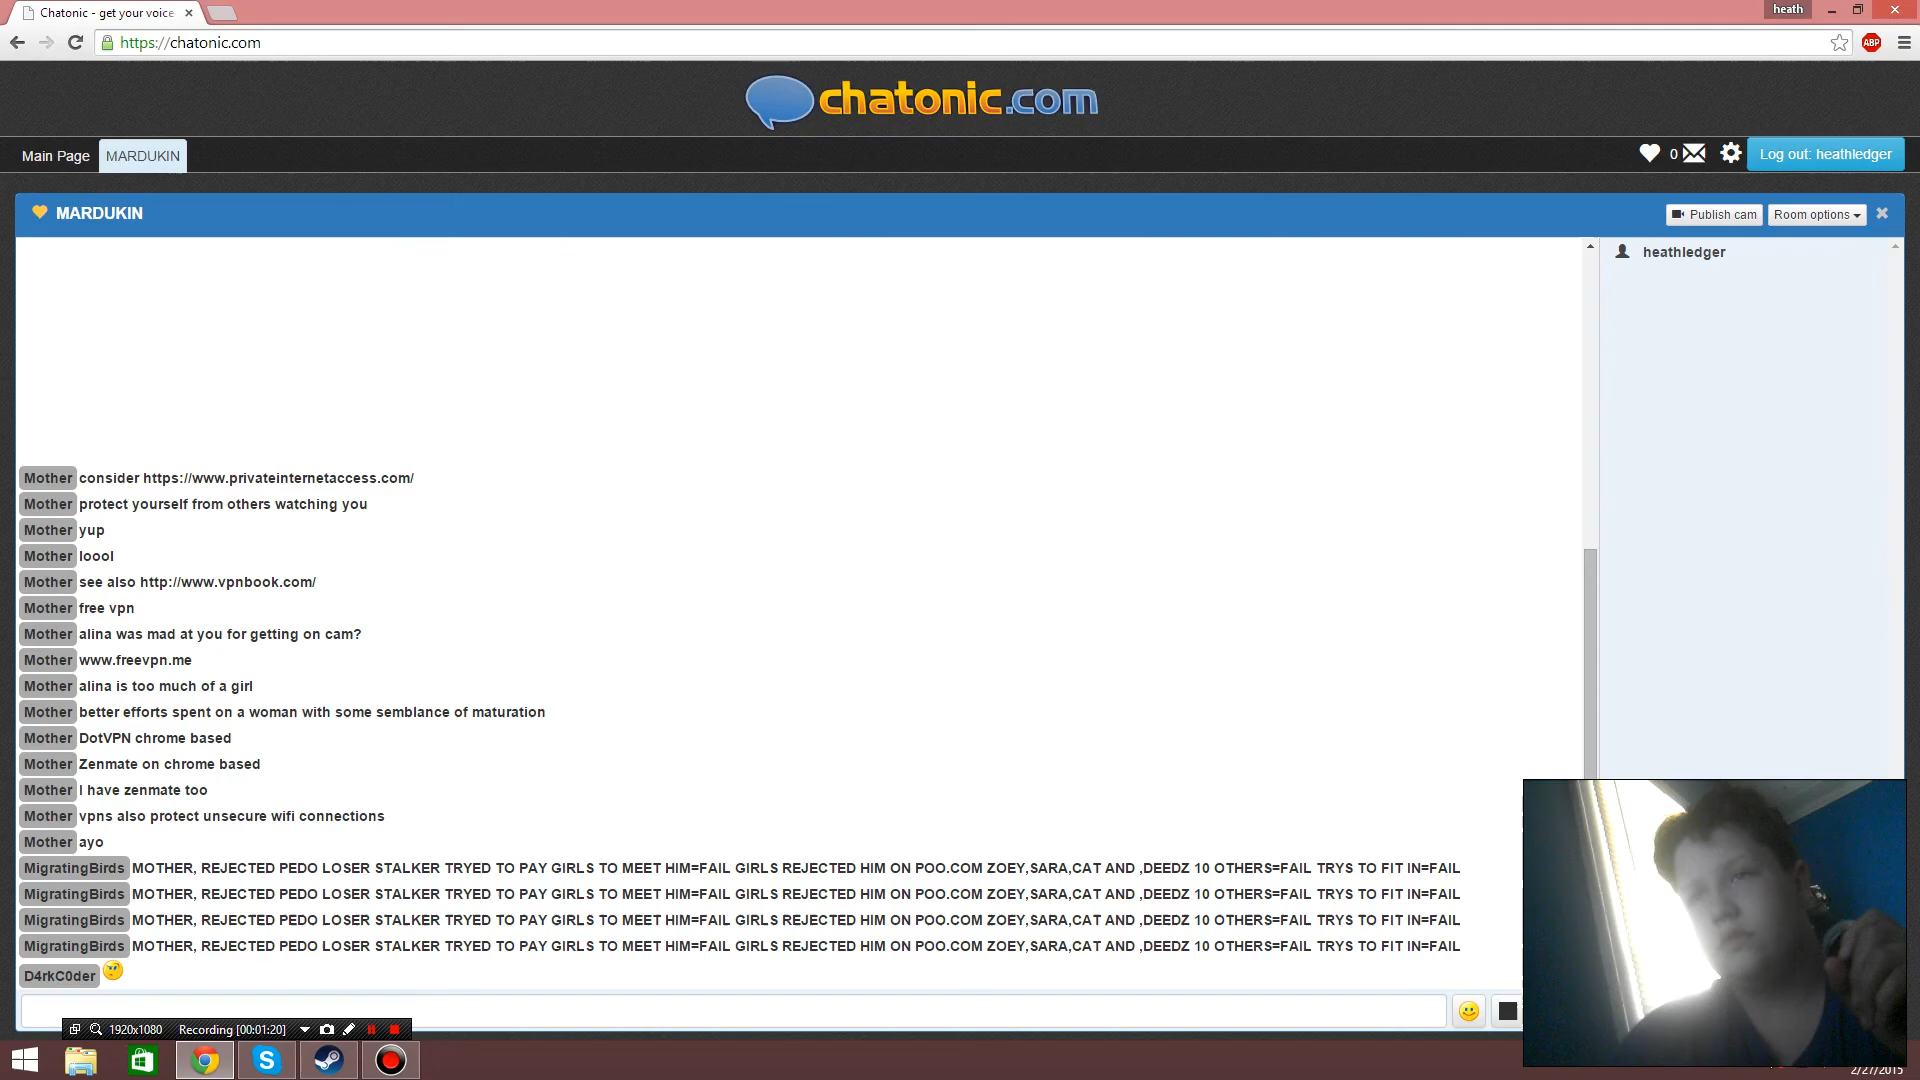 Chatonic - get your voice
heath
https://chatonic.com
ABP
chatonic.com
Main Page
MARDUKIN
0
Log out: heathledger
MARDUKIN
Publish cam
Room options
heathledger
Mother consider https://www.privateinternetaccess.com/
Mother protect yourself from others watching you
Mother yup
Mother loool
Mother see also http://www.vpnbook.com/
Mother free vpn
Mother alina was mad at you for getting on cam?
Mother www.freevpn.me
Mother alina is too much of a girl
Mother better efforts spent on a woman with some semblance of maturation
Mother DotVPN chrome based
Mother Zenmate on chrome based
Mother I have zenmate too
Mother vpns also protect unsecure wifi connections
Mother ayo
MigratingBirds MOTHER, REJECTED PEDO LOSER STALKER TRYED TO PAY GIRLS TO MEET HIM=FAIL GIRLS REJECTED HIM ON POO.COM ZOEY,SARA,CAT AND ,DEEDZ 10 OTHERS=FAIL TRYS TO FIT IN=FAIL
MigratingBirds MOTHER, REJECTED PEDO LOSER STALKER TRYED TO PAY GIRLS TO MEET HIM=FAIL GIRLS REJECTED HIM ON POO.COM ZOEY,SARA,CAT AND ,DEEDZ 10 OTHERS=FAIL TRYS TO FIT IN=FAIL
MigratingBirds MOTHER, REJECTED PEDO LOSER STALKER TRYED TO PAY GIRLS TO MEET HIM=FAIL GIRLS REJECTED HIM ON POO.COM ZOEY,SARA,CAT AND ,DEEDZ 10 OTHERS=FAIL TRYS TO FIT IN=FAIL
MigratingBirds MOTHER, REJECTED PEDO LOSER STALKER TRYED TO PAY GIRLS TO MEET HIM=FAIL GIRLS REJECTED HIM ON POO.COM ZOEY,SARA,CAT AND ,DEEDZ 10 OTHERS=FAIL TRYS TO FIT IN=FAIL
D4rkC0der
1920x1080 Recording [00:01:20]
2/27/2015